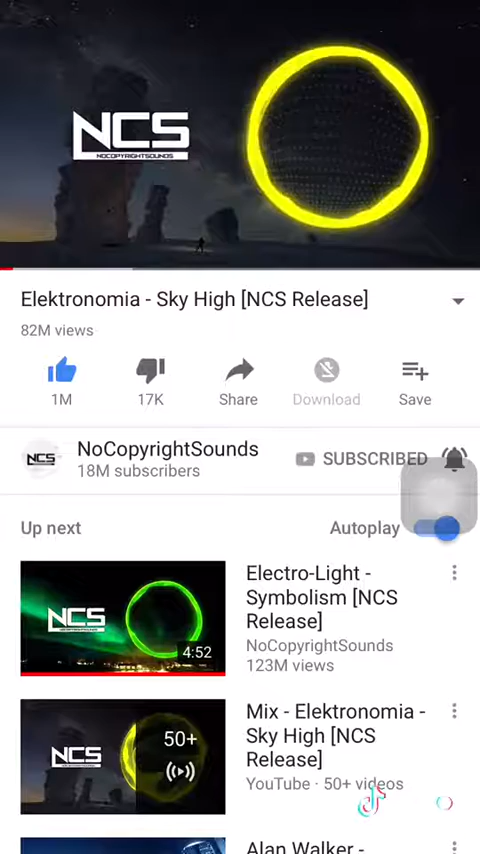 NCS
NOCOPYRIGHTSOUNDS
Elektronomia - Sky High [NCS Release]
82M views
1M
17K
Share
Download
Save
NCS
NoCopyrightSounds
18M subscribers
SUBSCRIBED
Up next
Autoplay
NCS
4:52
Electro-Light -
Symbolism [NCS
Release]
NoCopyrightSounds
123M views
NCS
50+
Mix - Elektronomia -
Sky High [NCS
Release]
YouTube · 50+ videos
Alan Walker -